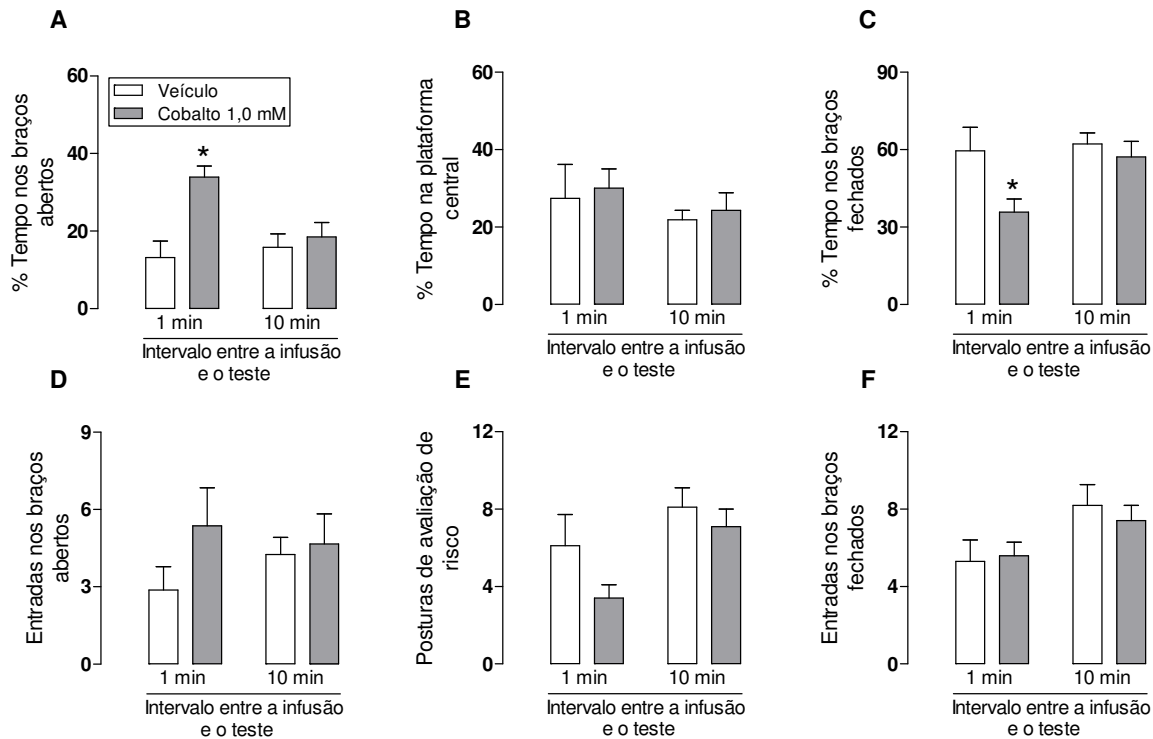 A
B
C
60
40
20
0
% Tempo nos braços
abertos
Veículo
Cobalto 1,0 mM
*
1 min
10 min
Intervalo entre a infusão
e o teste
60
40
20
0
% Tempo na plataforma
central
1 min
10 min
Intervalo entre a infusão
e o teste
90
60
30
0
% Tempo nos braços
fechados
*
1 min
10 min
Intervalo entre a infusão
e o teste
D
E
F
9
6
3
0
Entradas nos braços
abertos
1 min
10 min
Intervalo entre a infusão
e o teste
12
8
4
0
Posturas de avaliação de
risco
1 min
10 min
Intervalo entre a infusão
e o teste
12
8
4
0
Entradas nos braços
fechados
1 min
10 min
Intervalo entre a infusão
e o teste